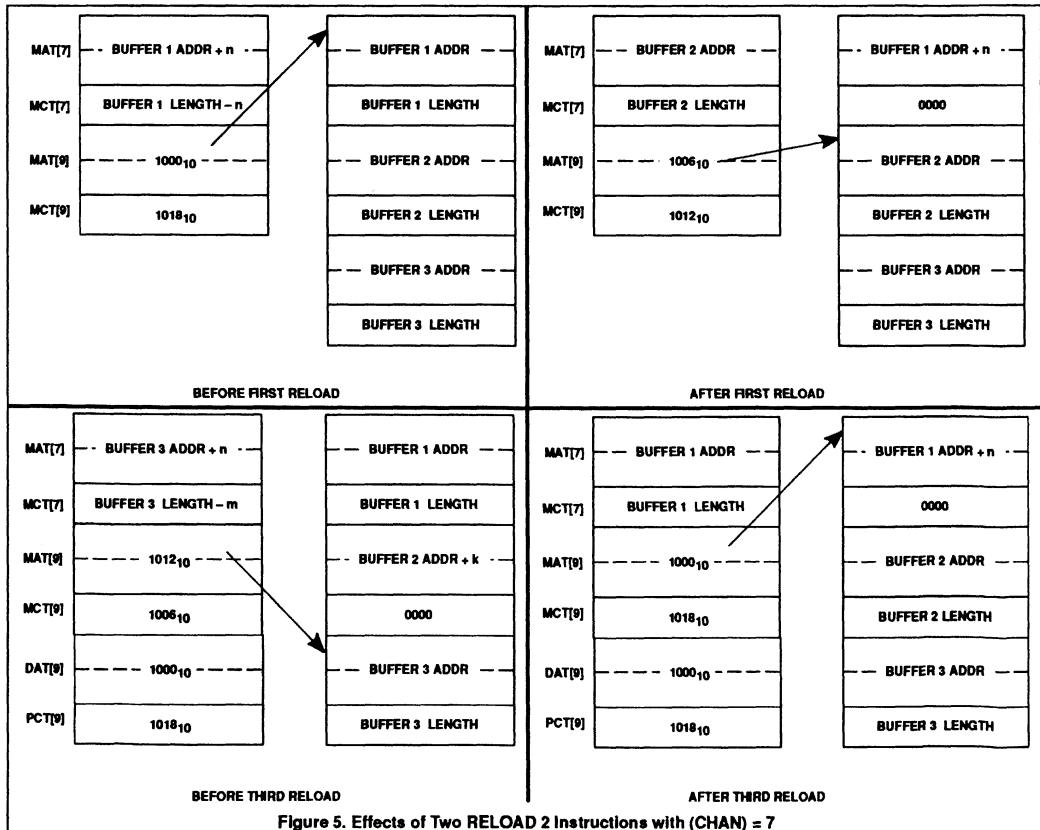 MAT[7]
BUFFER 1 ADDR + n
BUFFER 1 ADDR
MCT[7]
BUFFER 1 LENGTH – n
BUFFER 1 LENGTH
MAT[9]
1000₁₀
BUFFER 2 ADDR
MCT[9]
1018₁₀
BUFFER 2 LENGTH
BUFFER 3 ADDR
BUFFER 3 LENGTH
BEFORE FIRST RELOAD
MAT[7]
BUFFER 2 ADDR
BUFFER 1 ADDR + n
MCT[7]
BUFFER 2 LENGTH
0000
MAT[9]
1006₁₀
BUFFER 2 ADDR
MCT[9]
1012₁₀
BUFFER 2 LENGTH
BUFFER 3 ADDR
BUFFER 3 LENGTH
AFTER FIRST RELOAD
MAT[7]
BUFFER 3 ADDR + n
BUFFER 1 ADDR
MCT[7]
BUFFER 3 LENGTH – m
BUFFER 1 LENGTH
MAT[9]
1012₁₀
BUFFER 2 ADDR + k
MCT[9]
1006₁₀
0000
DAT[9]
1000₁₀
BUFFER 3 ADDR
PCT[9]
1018₁₀
BUFFER 3 LENGTH
BEFORE THIRD RELOAD
MAT[7]
BUFFER 1 ADDR
BUFFER 1 ADDR + n
MCT[7]
BUFFER 1 LENGTH
0000
MAT[9]
1000₁₀
BUFFER 2 ADDR
MCT[9]
1018₁₀
BUFFER 2 LENGTH
DAT[9]
1000₁₀
BUFFER 3 ADDR
PCT[9]
1018₁₀
BUFFER 3 LENGTH
AFTER THIRD RELOAD
Figure 5. Effects of Two RELOAD 2 Instructions with (CHAN) = 7